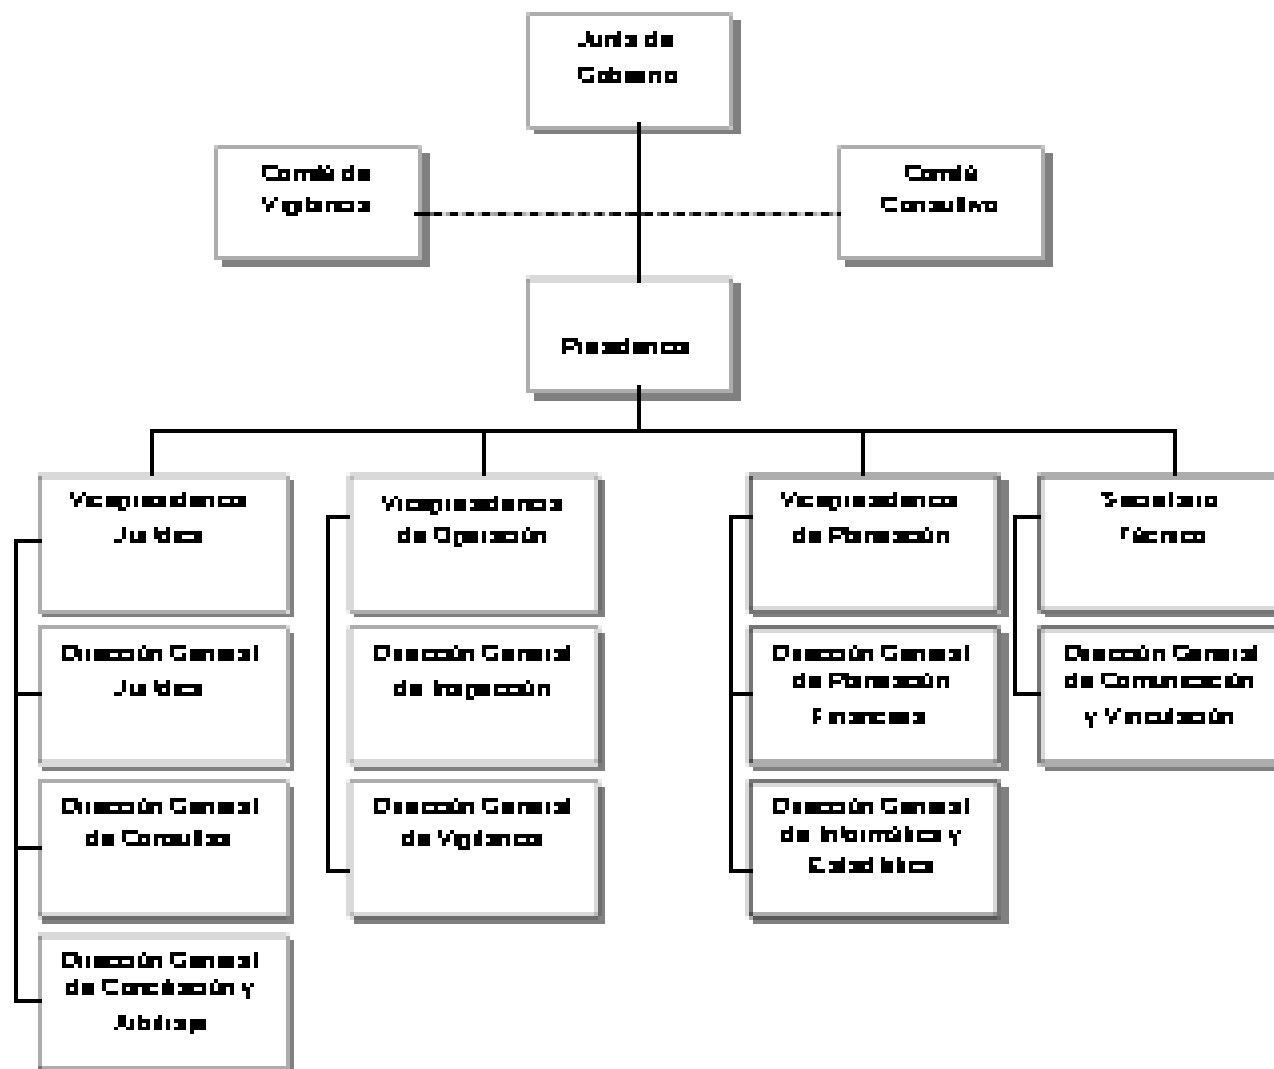 Junta de
Gobierno
Comité de
Vigilancia
Comité
Consultivo
Presidencia
Vicepresidencia
Jurídica
Vicepresidencia
de Operación
Vicepresidencia
de Planeación
Secretario
Técnico
Dirección General
Jurídica
Dirección General
de Inspección
Dirección General
de Planeación
Financiera
Dirección General
de Comunicación
y Vinculación
Dirección General
de Consultas
Dirección General
de Vigilancia
Dirección General
de Informática y
Estadística
Dirección General
de Conciliación y
Arbitraje